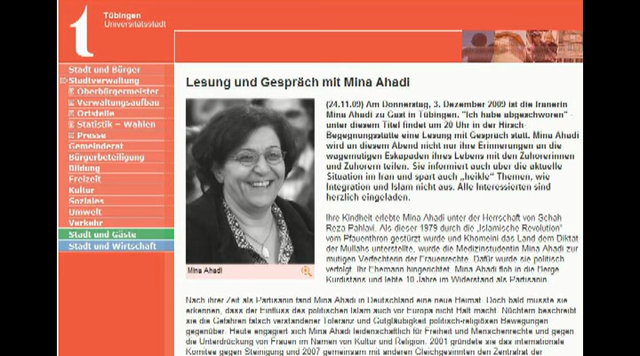 Tübingen
Universitätsstadt
Stadt und Bürger
Stadtverwaltung
Oberbürgermeister
Verwaltungsaufbau
Ortsteile
Statistik – Wahlen
Presse
Gemeinderat
Bürgerbeteiligung
Bildung
Freizeit
Kultur
Soziales
Umwelt
Verkehr
Stadt und Gäste
Stadt und Wirtschaft
Lesung und Gespräch mit Mina Ahadi
(24.11.09) Am Donnerstag, 3. Dezember 2009 ist die Iranerin
Mina Ahadi zu Gast in Tübingen. "Ich habe abgeschworen" –
unter diesem Titel findet um 20 Uhr in der Hirsch-
Begegnungsstätte eine Lesung mit Gespräch statt. Mina Ahadi
wird an diesem Abend nicht nur ihre Erinnerungen an die
wagemutigen Eskapaden ihres Lebens mit den Zuhörerinnen
und Zuhörern teilen. Sie informiert auch über die aktuelle
Situation im Iran und spart auch „heikle" Themen, wie
Integration und Islam nicht aus. Alle Interessierten sind
herzlich eingeladen.
Ihre Kindheit erlebte Mina Ahadi unter der Herrschaft von Schah
Reza Pahlavi. Als dieser 1979 durch die „Islamische Revolution"
vom Pfauenthron gestürzt wurde und Khomeini das Land dem Diktat
der Mullahs unterstellte, wurde die Medizinstudentin Mina Ahadi zur
mutigen Verfechterin der Frauenrechte. Dafür wurde sie politisch
verfolgt. Ihr Ehemann hingerichtet. Mina Ahadi floh in die Berge
Kurdistans und lebte 10 Jahre im Widerstand als Partisanin.
Mina Ahadi
Nach ihrer Zeit als Partisanin fand Mina Ahadi in Deutschland eine neue Heimat. Doch bald musste sie
erkennen, dass der Einfluss des politischen Islam auch vor Europa nicht Halt macht. Nüchtern beschreibt
sie die Gefahren falsch verstandener Toleranz und Gutgläubigkeit politisch-religiösen Bewegungen
gegenüber. Heute engagiert sich Mina Ahadi leidenschaftlich für Freiheit und Menschenrechte und gegen
die Unterdrückung von Frauen im Namen von Kultur und Religion. 2001 gründete sie das internationale
Komitee gegen Steinigung und 2007 gemeinsam mit anderen Gleichgesinnten den Zentralrat der